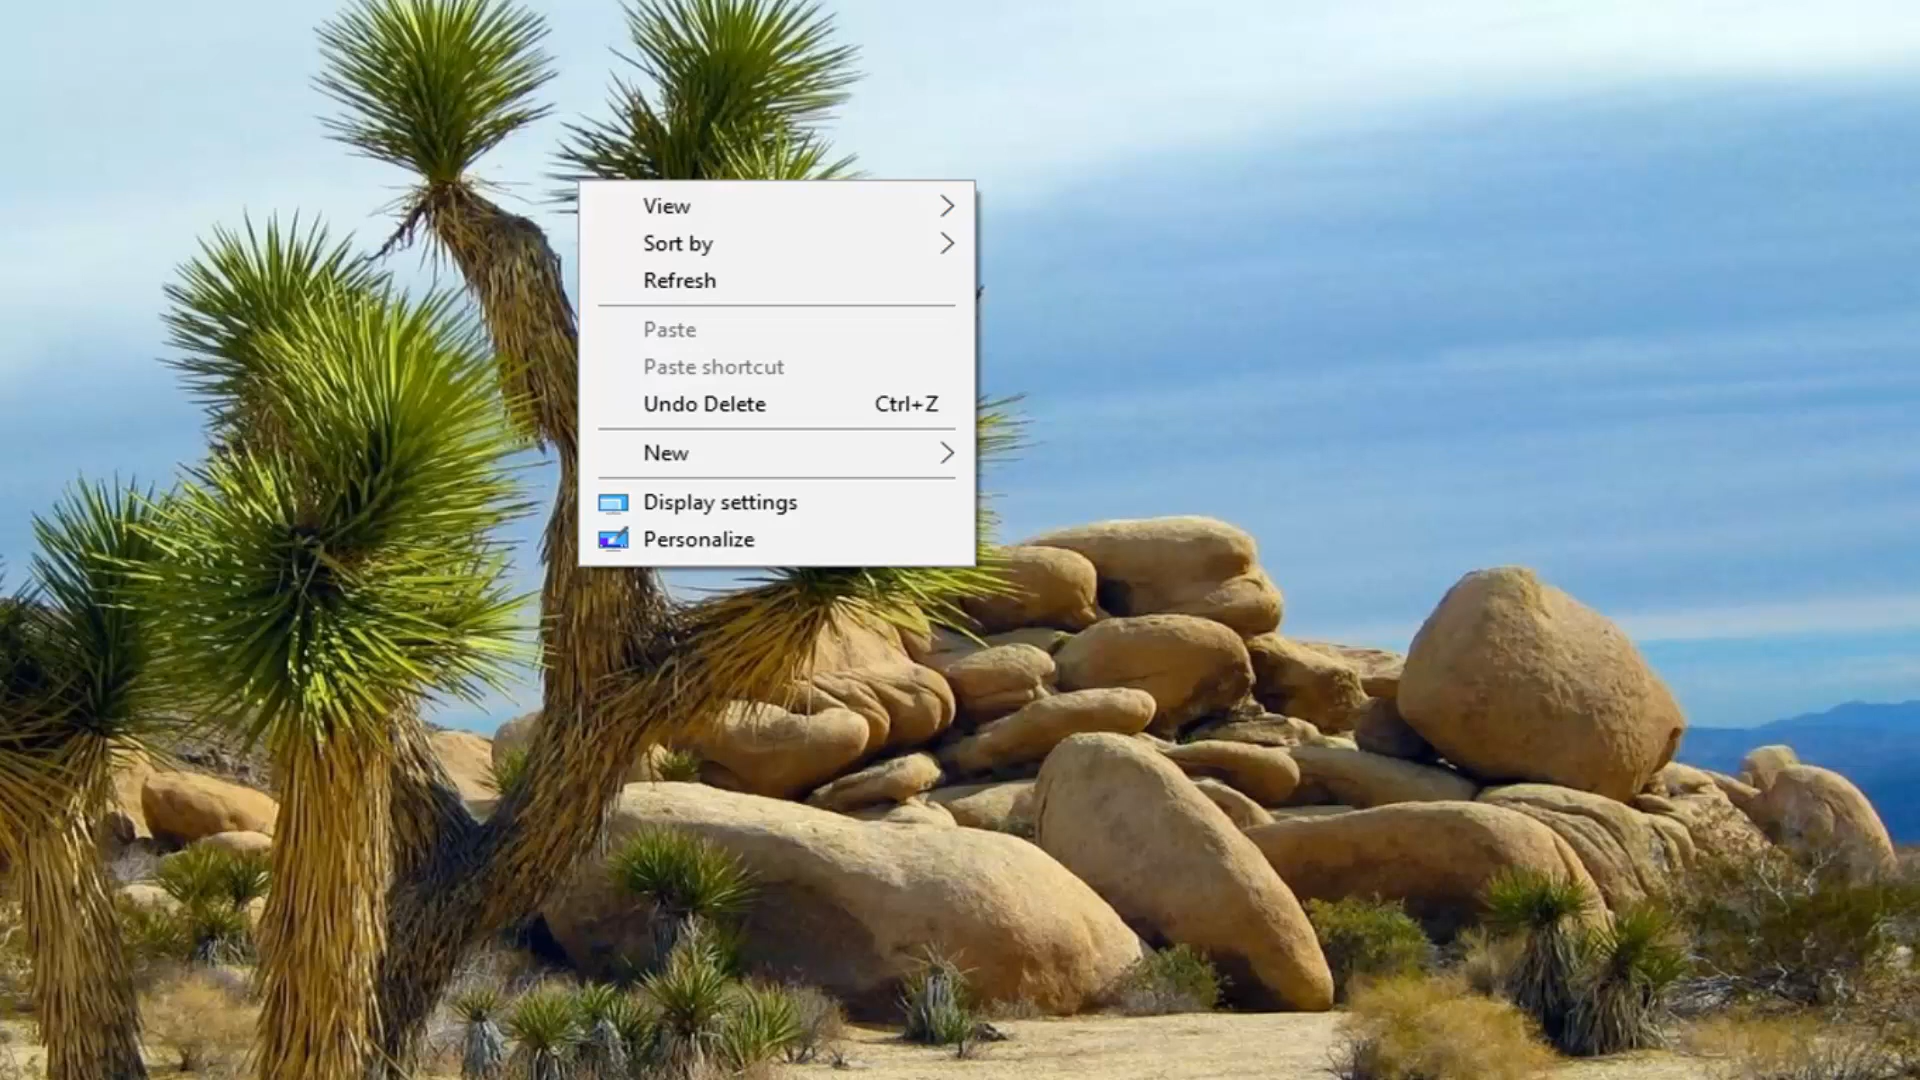 View
Sort by
Refresh
Paste
Paste shortcut
Undo Delete Ctrl+Z
New
Display settings
Personalize